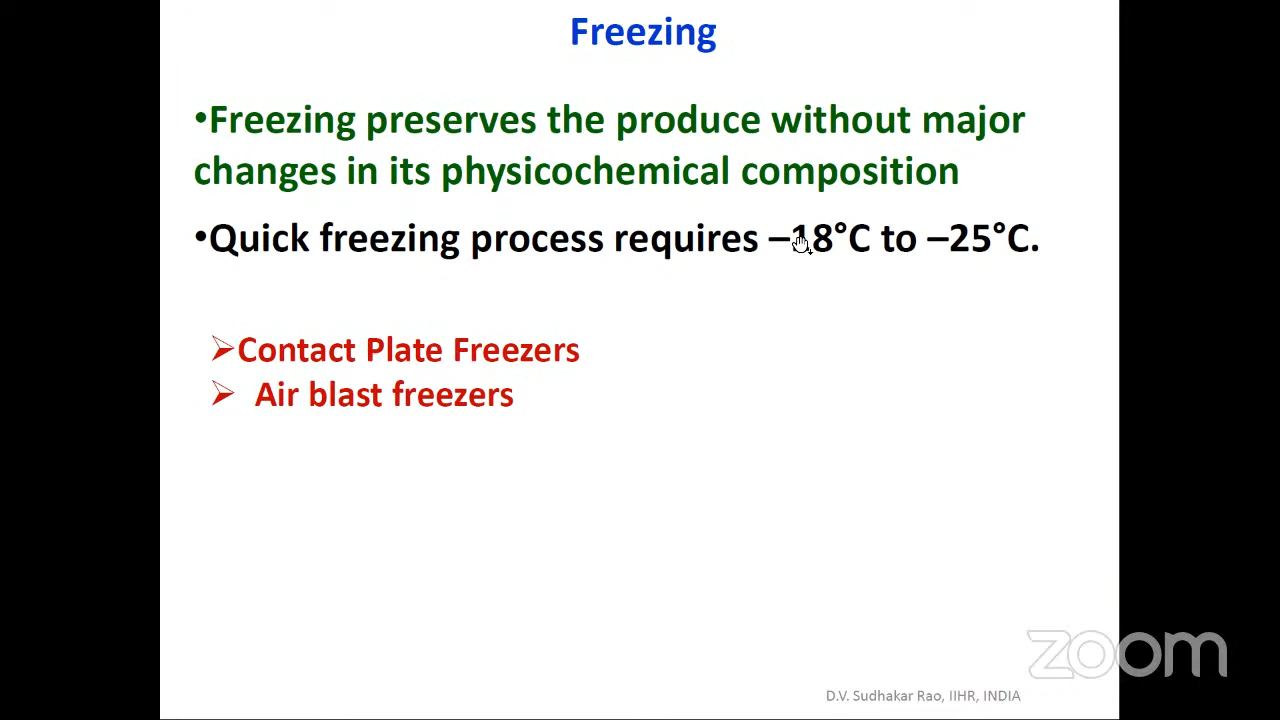 Freezing
•Freezing preserves the produce without major
changes in its physicochemical composition
•Quick freezing process requires –18°C to –25°C.
➢Contact Plate Freezers
➢ Air blast freezers
zoom
D.V. Sudhakar Rao, IIHR, INDIA